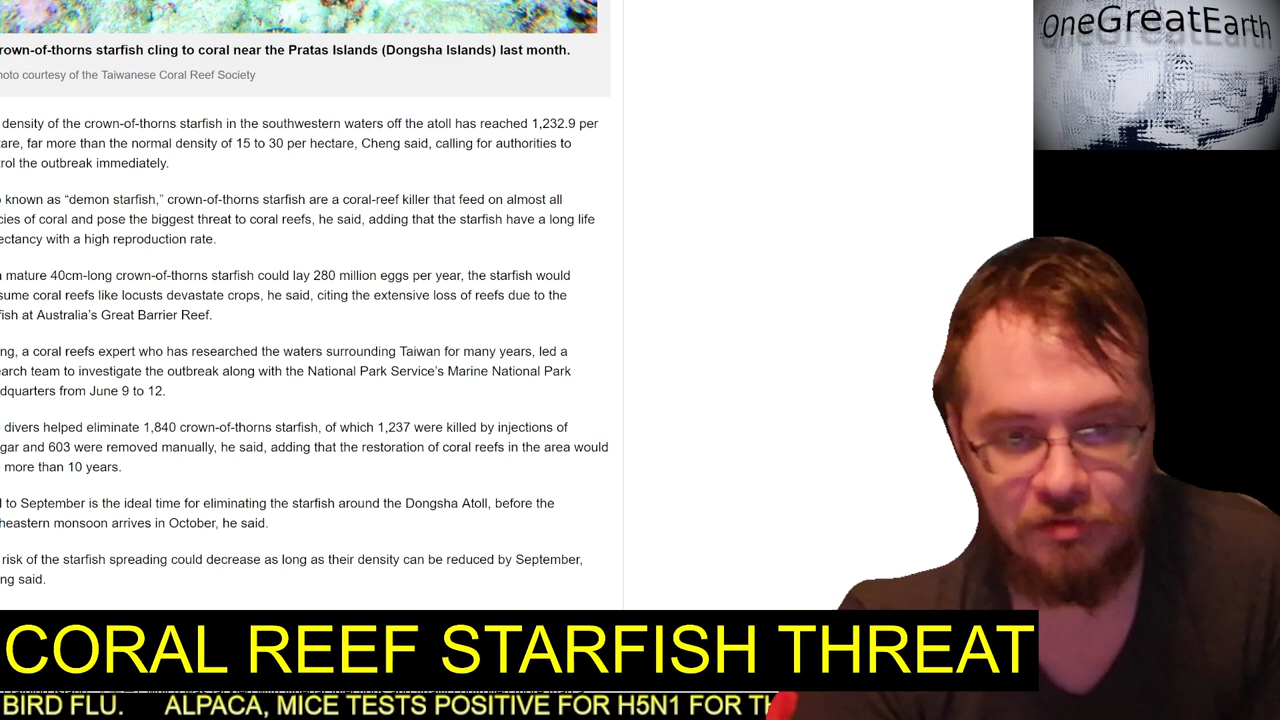 OneGreatEarth
rown-of-thorns starfish cling to coral near the Pratas Islands (Dongsha Islands) last month.
hoto courtesy of the Taiwanese Coral Reef Society
density of the crown-of-thorns starfish in the southwestern waters off the atoll has reached 1,232.9 per
tare, far more than the normal density of 15 to 30 per hectare, Cheng said, calling for authorities to
trol the outbreak immediately.
o known as “demon starfish,” crown-of-thorns starfish are a coral-reef killer that feed on almost all
cies of coral and pose the biggest threat to coral reefs, he said, adding that the starfish have a long life
ectancy with a high reproduction rate.
a mature 40cm-long crown-of-thorns starfish could lay 280 million eggs per year, the starfish would
sume coral reefs like locusts devastate crops, he said, citing the extensive loss of reefs due to the
fish at Australia’s Great Barrier Reef.
ng, a coral reefs expert who has researched the waters surrounding Taiwan for many years, led a
earch team to investigate the outbreak along with the National Park Service’s Marine National Park
dquarters from June 9 to 12.
divers helped eliminate 1,840 crown-of-thorns starfish, of which 1,237 were killed by injections of
gar and 603 were removed manually, he said, adding that the restoration of coral reefs in the area would
more than 10 years.
l to September is the ideal time for eliminating the starfish around the Dongsha Atoll, before the
heastern monsoon arrives in October, he said.
risk of the starfish spreading could decrease as long as their density can be reduced by September,
ng said.
CORAL REEF STARFISH THREAT
BIRD FLU. ALPACA, MICE TESTS POSITIVE FOR H5N1 FOR TH